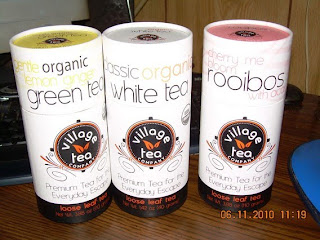 gentle organic
lemon ginger
green tea
village
tea
COMPANY
Premium Tea for the
Everyday Escape
loose leaf tea
classic organic
white tea
village
tea
COMPANY
Premium Tea for the
Everyday Escape
loose leaf tea
cherry me
rooibos
village
tea
COMPANY
Premium Tea for the
Everyday Escape
loose leaf tea
06.11.2010 11:19